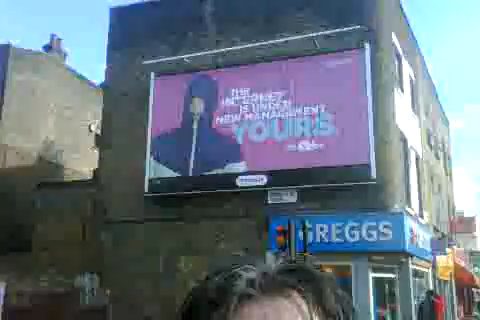 THE
INTERNET
IS UNDER
NEW MANAGEMENT
YOURS
GREGGS